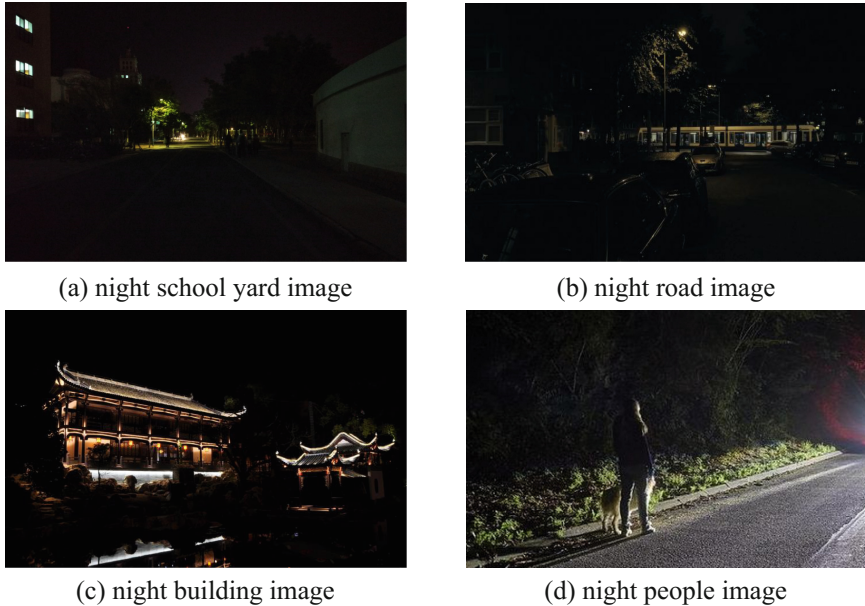 (a) night school yard image
(b) night road image
(c) night building image
(d) night people image